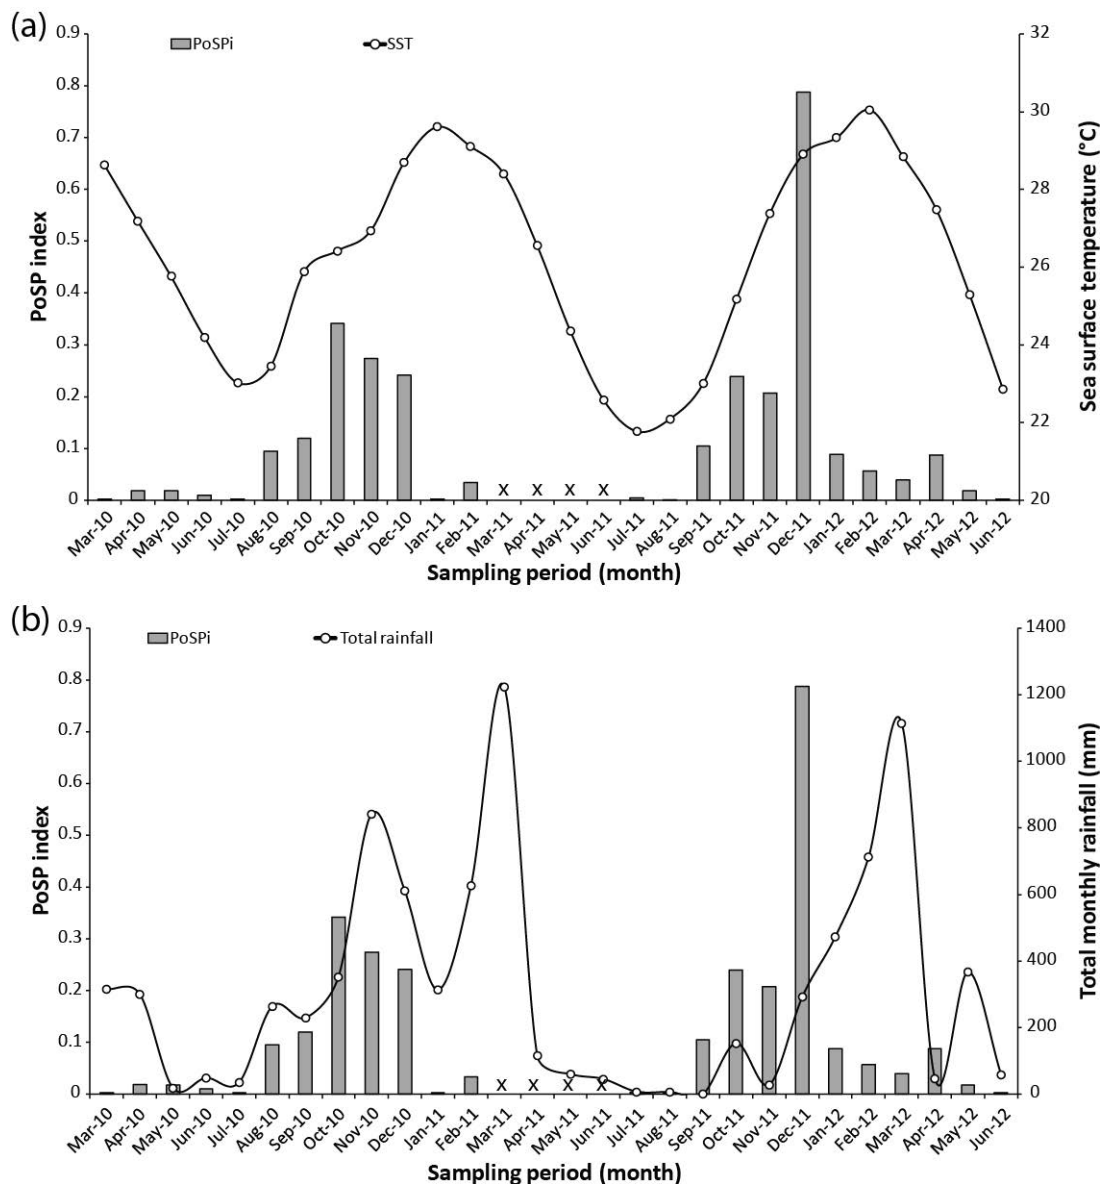 (a)
PoSPi
SST
0.9
0.8
0.7
0.6
0.5
0.4
0.3
0.2
0.1
0
PoSP index
32
30
28
26
24
22
20
Sea surface temperature (°C)
x x x x
Mar-10 Apr-10 May-10 Jun-10 Jul-10 Aug-10 Sep-10 Oct-10 Nov-10 Dec-10 Jan-11 Feb-11 Mar-11 Apr-11 May-11 Jun-11 Jul-11 Aug-11 Sep-11 Oct-11 Nov-11 Dec-11 Jan-12 Feb-12 Mar-12 Apr-12 May-12 Jun-12
Sampling period (month)
(b)
PoSPi
Total rainfall
0.9
0.8
0.7
0.6
0.5
0.4
0.3
0.2
0.1
0
PoSP index
1400
1200
1000
800
600
400
200
0
Total monthly rainfall (mm)
x x x x
Mar-10 Apr-10 May-10 Jun-10 Jul-10 Aug-10 Sep-10 Oct-10 Nov-10 Dec-10 Jan-11 Feb-11 Mar-11 Apr-11 May-11 Jun-11 Jul-11 Aug-11 Sep-11 Oct-11 Nov-11 Dec-11 Jan-12 Feb-12 Mar-12 Apr-12 May-12 Jun-12
Sampling period (month)